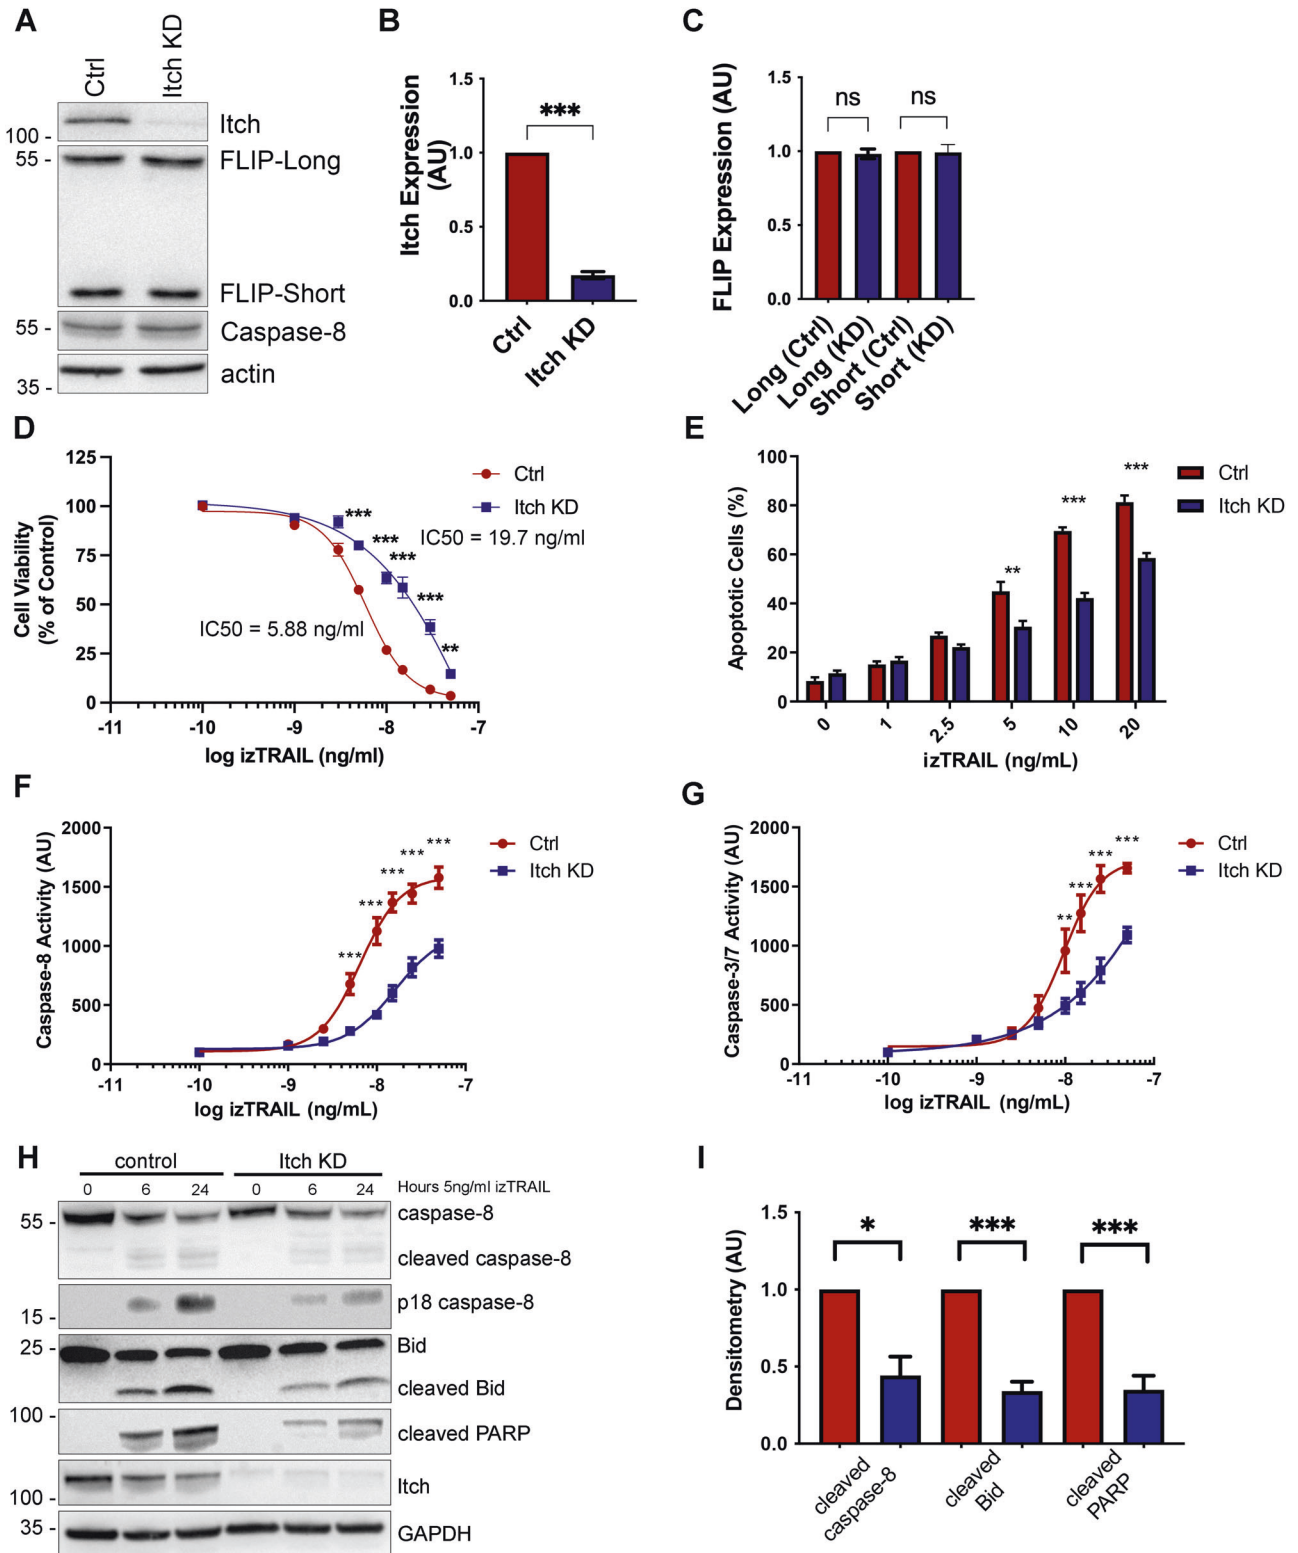 A
Ctrl
Itch KD
100 -
Itch
55 -
FLIP-Long
FLIP-Short
55 -
Caspase-8
35 -
actin
B
Itch Expression
(AU)
1.5
1.0
0.5
0.0
***
Ctrl
Itch KD
C
FLIP Expression (AU)
1.5
1.0
0.5
0.0
ns
ns
Long (Ctrl)
Long (KD)
Short (Ctrl)
Short (KD)
D
Cell Viability
(% of Control)
125
100
75
50
25
0
Ctrl
Itch KD
***
***
***
***
**
IC50 = 19.7 ng/ml
IC50 = 5.88 ng/ml
-11
-10
-9
-8
-7
log izTRAIL (ng/ml)
E
Apoptotic Cells (%)
100
80
60
40
20
0
**
***
***
Ctrl
Itch KD
0
1
2.5
5
10
20
izTRAIL (ng/mL)
F
Caspase-8 Activity (AU)
2000
1500
1000
500
0
***
***
***
***
***
Ctrl
Itch KD
-11
-10
-9
-8
-7
log izTRAIL (ng/mL)
G
Caspase-3/7 Activity (AU)
2000
1500
1000
500
0
**
***
***
***
Ctrl
Itch KD
-11
-10
-9
-8
-7
log izTRAIL (ng/mL)
H
control
Itch KD
0 6 24 0 6 24 Hours 5ng/ml izTRAIL
55 -
caspase-8
cleaved caspase-8
p18 caspase-8
15 -
25 -
Bid
cleaved Bid
100 -
cleaved PARP
Itch
100 -
35 -
GAPDH
I
Densitometry (AU)
1.5
1.0
0.5
0.0
*
***
***
cleaved
caspase-8
cleaved
Bid
cleaved
PARP